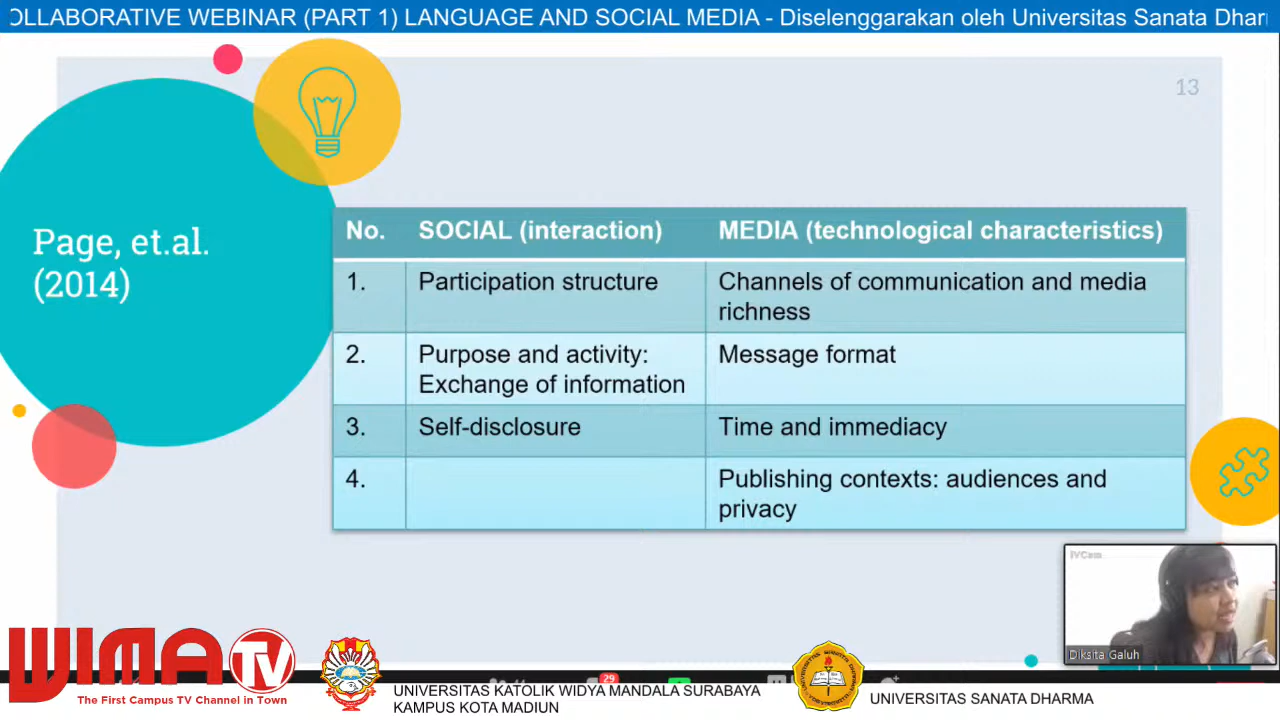 OLLABORATIVE WEBINAR (PART 1) LANGUAGE AND SOCIAL MEDIA - Diselenggarakan oleh Universitas Sanata Dhar
13
Page, et.al.
(2014)
No. SOCIAL (interaction) MEDIA (technological characteristics)
1. Participation structure Channels of communication and media
richness
2. Purpose and activity: Message format
Exchange of information
3. Self-disclosure Time and immediacy
4. Publishing contexts: audiences and
privacy
IVCam
Diksita Galuh
WIMA TV
The First Campus TV Channel in Town
29
UNIVERSITAS KATOLIK WIDYA MANDALA SURABAYA
KAMPUS KOTA MADIUN
UNIVERSITAS SANATA DHARMA